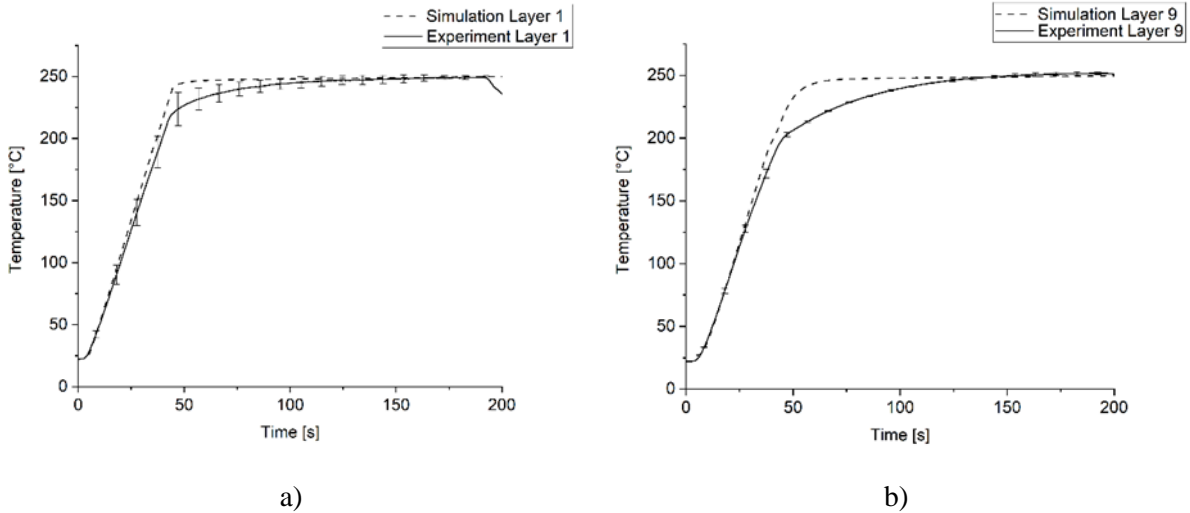 Simulation Layer 1
Experiment Layer 1
250
200
150
100
50
0
Temperature [°C]
0
50
100
150
200
Time [s]
a)
Simulation Layer 9
Experiment Layer 9
250
200
150
100
50
0
Temperature [°C]
0
50
100
150
200
Time [s]
b)